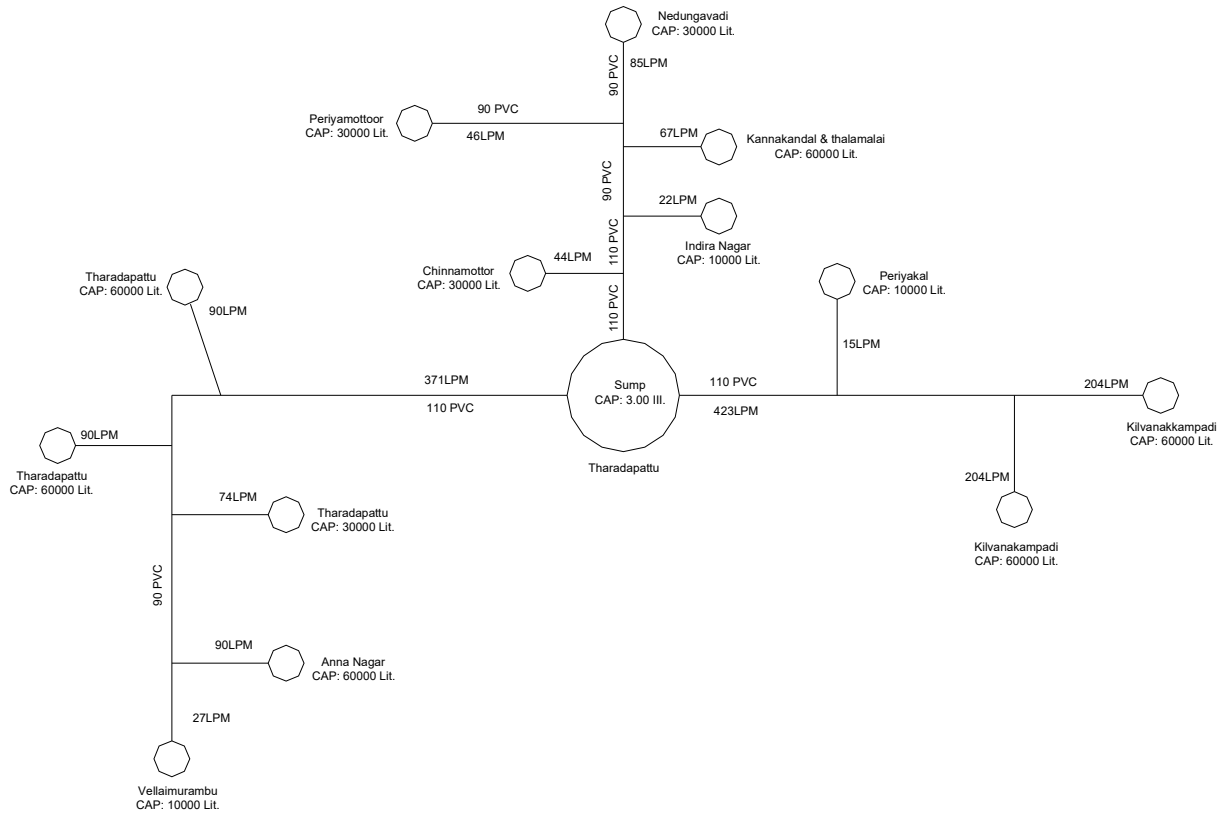 Nedungavadi
CAP: 30000 Lit.
90 PVC
85LPM
90 PVC
Periyamottoor
CAP: 30000 Lit.
46LPM
67LPM
Kannakandal & thalamalai
CAP: 60000 Lit.
90 PVC
22LPM
Indira Nagar
CAP: 10000 Lit.
110 PVC
44LPM
Chinnamottor
CAP: 30000 Lit.
110 PVC
Tharadapattu
CAP: 60000 Lit.
90LPM
Periyakal
CAP: 10000 Lit.
15LPM
371LPM
110 PVC
Sump
CAP: 3.00 lll.
Tharadapattu
110 PVC
423LPM
204LPM
Kilvanakkampadi
CAP: 60000 Lit.
204LPM
Kilvanakampadi
CAP: 60000 Lit.
90LPM
Tharadapattu
CAP: 60000 Lit.
74LPM
Tharadapattu
CAP: 30000 Lit.
90 PVC
90LPM
Anna Nagar
CAP: 60000 Lit.
27LPM
Vellaimurambu
CAP: 10000 Lit.